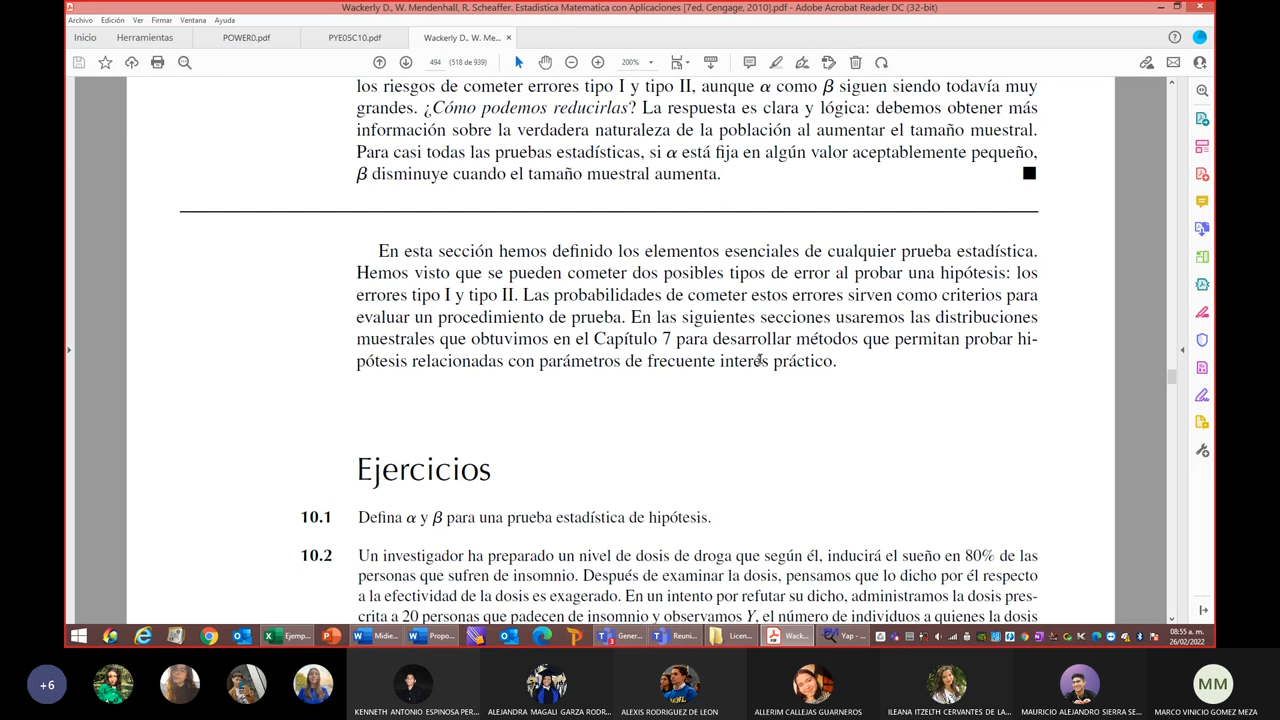 Wackerly D., W. Mendenhall, R. Scheaffer. Estadística Matematica con Aplicaciones [7ed, Cengage, 2010].pdf - Adobe Acrobat Reader DC (32-bit)
Archivo Edición Ver Firmar Ventana Ayuda
Inicio Herramientas POWER0.pdf PYE05C10.pdf Wackerly D., W. Me... ×
494 (518 de 939) 200%
los riesgos de cometer errores tipo I y tipo II, aunque α como β siguen siendo todavía muy
grandes. ¿Cómo podemos reducirlas? La respuesta es clara y lógica: debemos obtener más
información sobre la verdadera naturaleza de la población al aumentar el tamaño muestral.
Para casi todas las pruebas estadísticas, si α está fija en algún valor aceptablemente pequeño,
β disminuye cuando el tamaño muestral aumenta.
En esta sección hemos definido los elementos esenciales de cualquier prueba estadística.
Hemos visto que se pueden cometer dos posibles tipos de error al probar una hipótesis: los
errores tipo I y tipo II. Las probabilidades de cometer estos errores sirven como criterios para
evaluar un procedimiento de prueba. En las siguientes secciones usaremos las distribuciones
muestrales que obtuvimos en el Capítulo 7 para desarrollar métodos que permitan probar hi-
pótesis relacionadas con parámetros de frecuente interés práctico.
Ejercicios
10.1 Defina α y β para una prueba estadística de hipótesis.
10.2 Un investigador ha preparado un nivel de dosis de droga que según él, inducirá el sueño en 80% de las
personas que sufren de insomnio. Después de examinar la dosis, pensamos que lo dicho por él respecto
a la efectividad de la dosis es exagerado. En un intento por refutar su dicho, administramos la dosis pres-
crita a 20 personas que padecen de insomnio y observamos Y, el número de individuos a quienes la dosis
Ejemp... Midie... Propo... Gener... Reuni... Licen... Wack... Yap - ...
08:55 a. m.
26/02/2022
+6 KENNETH ANTONIO ESPINOSA PER... ALEJANDRA MAGALI GARZA RODR... ALEXIS RODRIGUEZ DE LEON ALLERIM CALLEJAS GUARNEROS ILEANA ITZELTH CERVANTES DE LA... MAURICIO ALEJANDRO SIERRA SE... MM MARCO VINICIO GOMEZ MEZA